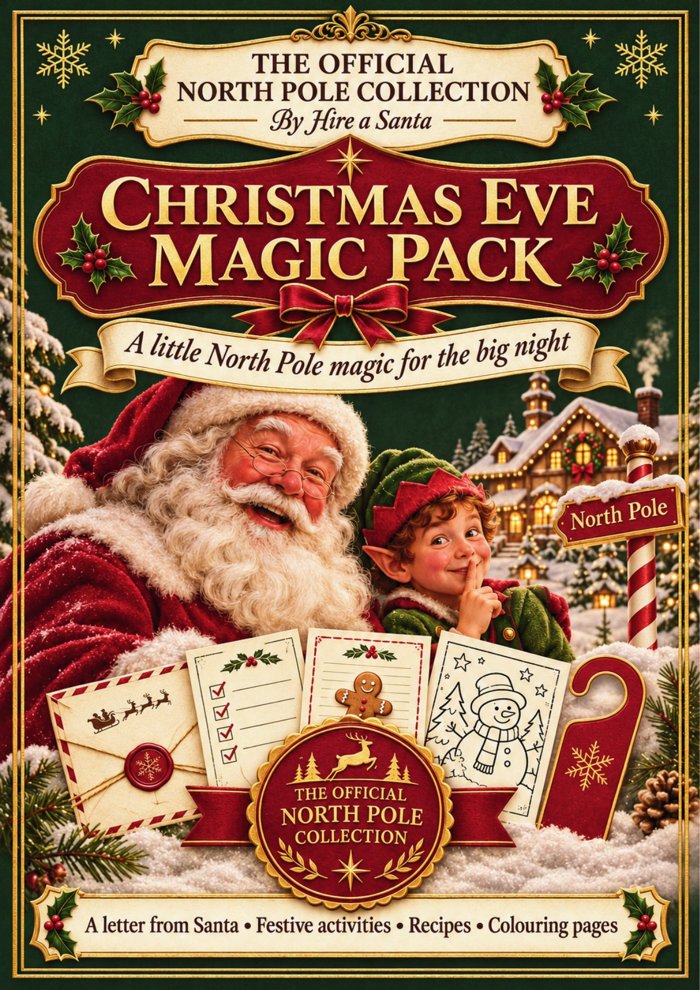 THE OFFICIAL
NORTH POLE COLLECTION
By Hire a Santa
CHRISTMAS EVE
MAGIC PACK
A little North Pole magic for the big night
North Pole
THE OFFICIAL
NORTH POLE
COLLECTION
A letter from Santa • Festive activities • Recipes • Colouring pages